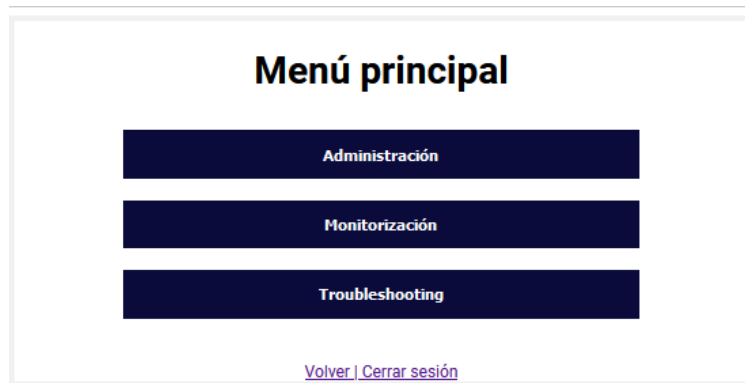 Menú principal
Administración
Monitorización
Troubleshooting
Volver | Cerrar sesión